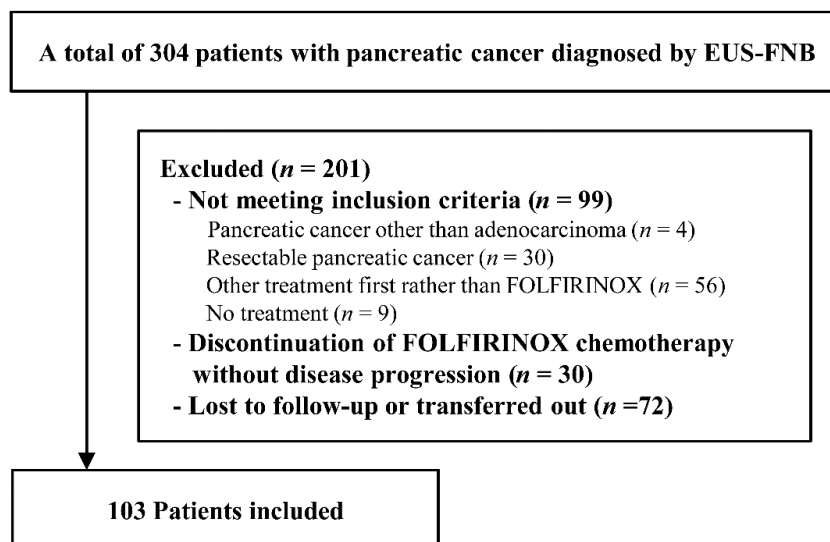 A total of 304 patients with pancreatic cancer diagnosed by EUS-FNB
Excluded (n = 201)
- Not meeting inclusion criteria (n = 99)
Pancreatic cancer other than adenocarcinoma (n = 4)
Resectable pancreatic cancer (n = 30)
Other treatment first rather than FOLFIRINOX (n = 56)
No treatment (n = 9)
- Discontinuation of FOLFIRINOX chemotherapy
without disease progression (n = 30)
- Lost to follow-up or transferred out (n =72)
103 Patients included